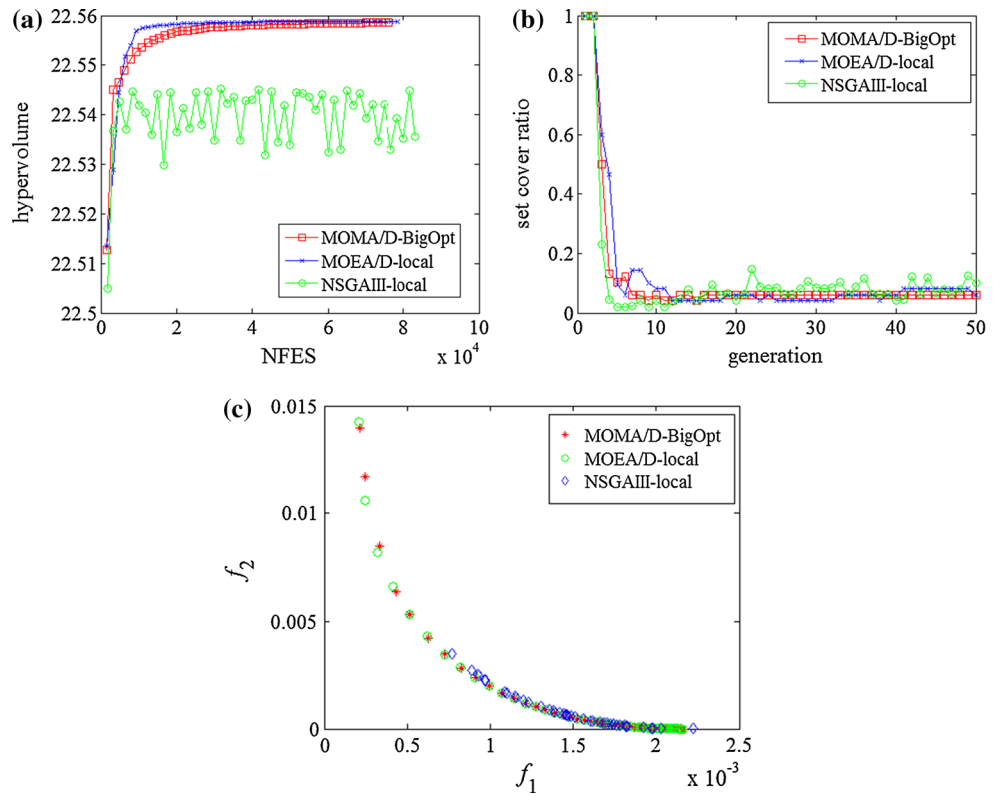 (a)
22.56
22.55
22.54
22.53
22.52
22.51
22.5
hypervolume
MOMA/D-BigOpt
MOEA/D-local
NSGAIII-local
0
2
4
6
8
10
NFES
x 10^4
(b)
1
0.8
0.6
0.4
0.2
0
set cover ratio
MOMA/D-BigOpt
MOEA/D-local
NSGAIII-local
0
10
20
30
40
50
generation
(c)
0.015
0.01
0.005
0
f_2
MOMA/D-BigOpt
MOEA/D-local
NSGAIII-local
0
0.5
1
1.5
2
2.5
f_1
x 10^-3